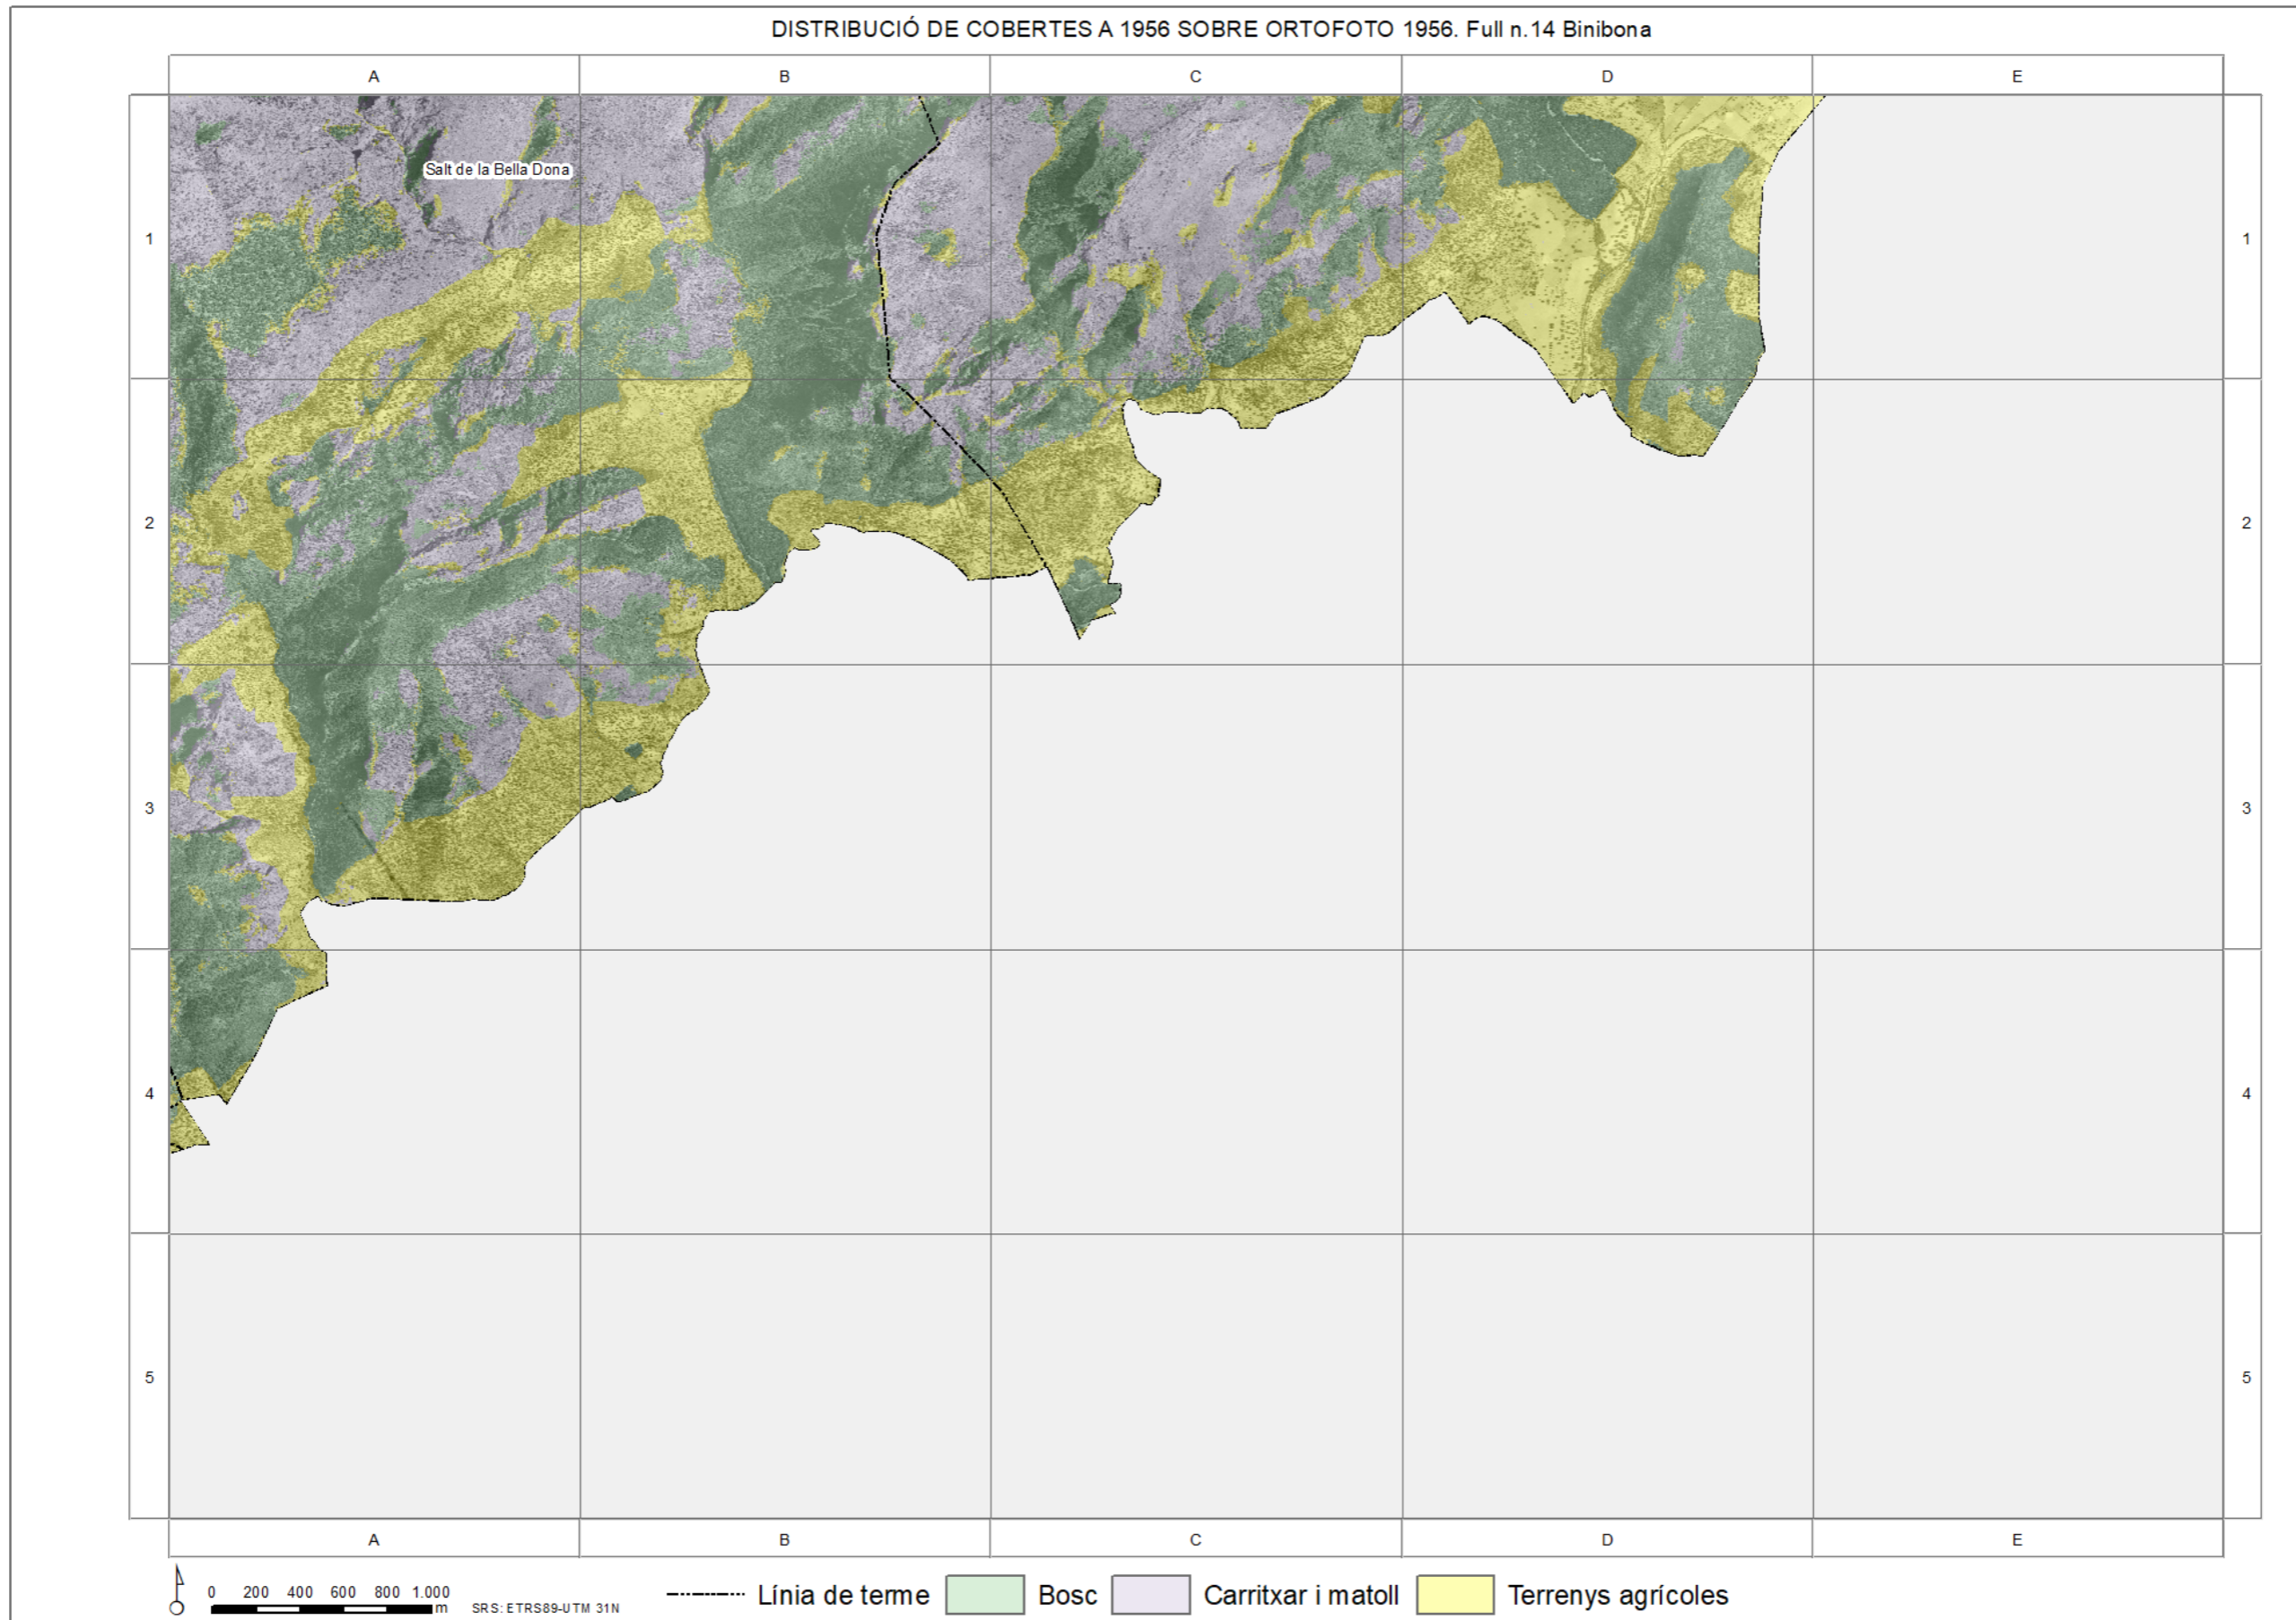 DISTRIBUCIÓ DE COBERTES A 1956 SOBRE ORTOFOTO 1956. Full n.14 Binibona
A B C D E
Salt de la Bella Dona
1 1
2 2
3 3
4 4
5 5
A B C D E
0 200 400 600 800 1.000
m
SRS: ETRS89-UTM 31N
Línia de terme
Bosc
Carritxar i matoll
Terrenys agrícoles